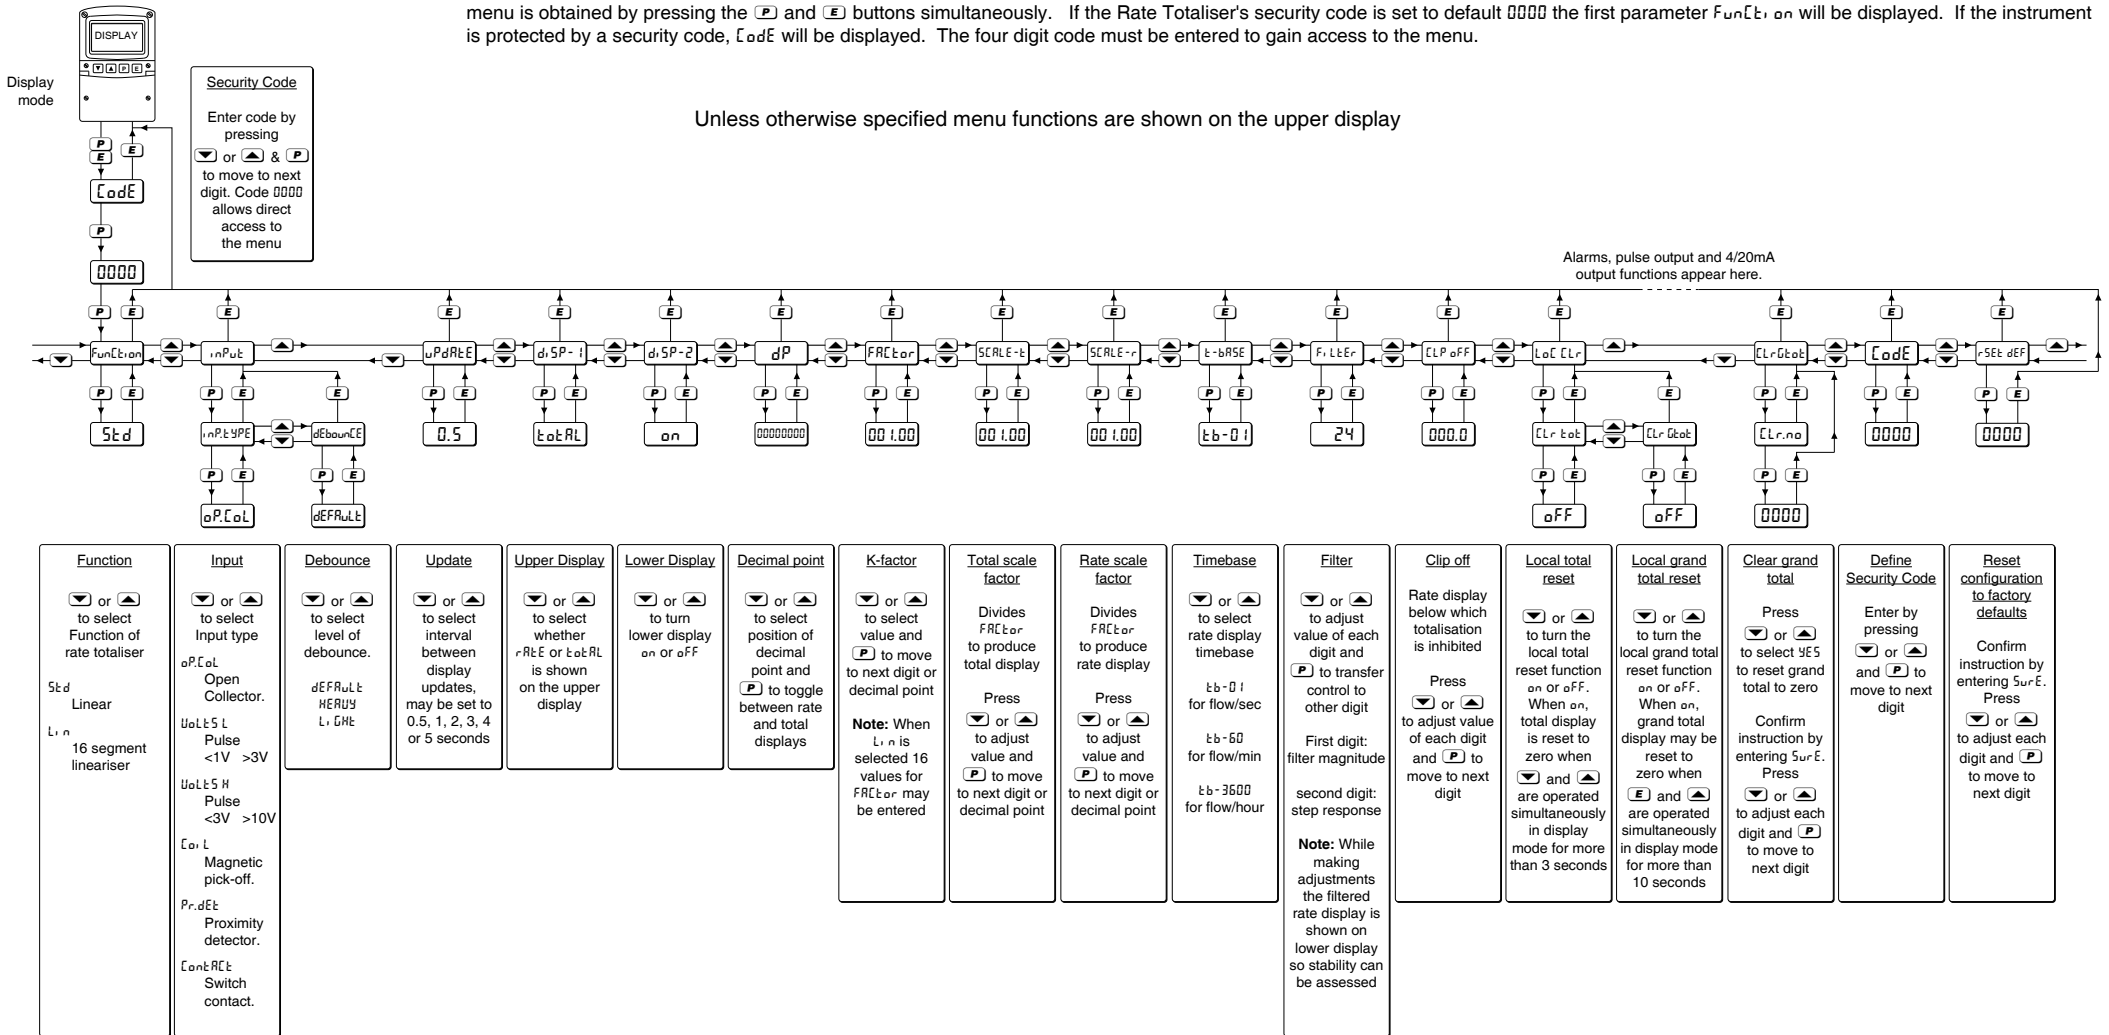 menu is obtained by pressing the P and E buttons simultaneously. If the Rate Totaliser's security code is set to default 0000 the first parameter FunCtion will be displayed. If the instrument
is protected by a security code, CodE will be displayed. The four digit code must be entered to gain access to the menu.
DISPLAY
▼ ▲ P E
Display
mode
Security Code
Enter code by
pressing
▼ or ▲ & P
to move to next
digit. Code 0000
allows direct
access to
the menu
Unless otherwise specified menu functions are shown on the upper display
P
E
E
CodE
P
0000
Alarms, pulse output and 4/20mA
output functions appear here.
P E E E E E E E E E E E E E E E E
▼ FunCtion ▲ ▼ inPut ▲ ▼ uPdAtE ▲ ▼ diSP-1 ▲ ▼ diSP-2 ▲ ▼ dP ▲ ▼ FACtor ▲ ▼ SCALE-t ▲ ▼ SCALE-r ▲ ▼ t-bASE ▲ ▼ FiLtEr ▲ ▼ CLP oFF ▲ ▼ LoC CLr ▲ ▼ CLr Gtot ▲ ▼ CodE ▲ ▼ rSEt dEF ▲
P E P E E P E P E P E P E P E P E P E P E P E P E P E E P E P E P E
Std inP.tYPE ▲ ▼ dEbounCE 0.5 totAL on 00000000 001.00 001.00 001.00 tb-01 24 000.0 CLr tot ▲ ▼ CLr Gtot CLr.no 0000 0000
P E P E P E P E P E
oP.CoL dEFAuLt oFF oFF 0000
Function
▼ or ▲
to select
Function of
rate totaliser
Std
Linear
Lin
16 segment
lineariser
Input
▼ or ▲
to select
Input type
oP.CoL
Open
Collector.
VoLtS L
Pulse
<1V >3V
VoLtS H
Pulse
<3V >10V
CoiL
Magnetic
pick-off.
Pr.dEt
Proximity
detector.
ContACt
Switch
contact.
Debounce
▼ or ▲
to select
level of
debounce.
dEFAuLt
HEAVY
LiGHt
Update
▼ or ▲
to select
interval
between
display
updates,
may be set to
0.5, 1, 2, 3, 4
or 5 seconds
Upper Display
▼ or ▲
to select
whether
rAtE or totAL
is shown
on the upper
display
Lower Display
▼ or ▲
to turn
lower display
on or oFF
Decimal point
▼ or ▲
to select
position of
decimal
point and
P to toggle
between rate
and total
displays
K-factor
▼ or ▲
to select
value and
P to move
to next digit or
decimal point
Note: When
Lin is
selected 16
values for
FACtor may
be entered
Total scale
factor
Divides
FACtor
to produce
total display
Press
▼ or ▲
to adjust
value and
P to move
to next digit or
decimal point
Rate scale
factor
Divides
FACtor
to produce
rate display
Press
▼ or ▲
to adjust
value and
P to move
to next digit or
decimal point
Timebase
▼ or ▲
to select
rate display
timebase
tb-01
for flow/sec
tb-60
for flow/min
tb-3600
for flow/hour
Filter
▼ or ▲
to adjust
value of each
digit and
P to transfer
control to
other digit
First digit:
filter magnitude
second digit:
step response
Note: While
making
adjustments
the filtered
rate display is
shown on
lower display
so stability can
be assessed
Clip off
Rate display
below which
totalisation
is inhibited
Press
▼ or ▲
to adjust value
of each digit
and P to
move to next
digit
Local total
reset
▼ or ▲
to turn the
local total
reset function
on or oFF.
When on,
total display
is reset to
zero when
▼ and ▲
are operated
simultaneously
in display
mode for more
than 3 seconds
Local grand
total reset
▼ or ▲
to turn the
local grand total
reset function
on or oFF.
When on,
grand total
display may be
reset to
zero when
E and ▲
are operated
simultaneously
in display mode
for more than
10 seconds
Clear grand
total
Press
▼ or ▲
to select YES
to reset grand
total to zero
Confirm
instruction by
entering SurE.
Press
▼ or ▲
to adjust each
digit and P
to move to
next digit
Define
Security Code
Enter by
pressing
▼ or ▲
and P to
move to next
digit
Reset
configuration
to factory
defaults
Confirm
instruction by
entering SurE.
Press
▼ or ▲
to adjust each
digit and P
to move to
next digit